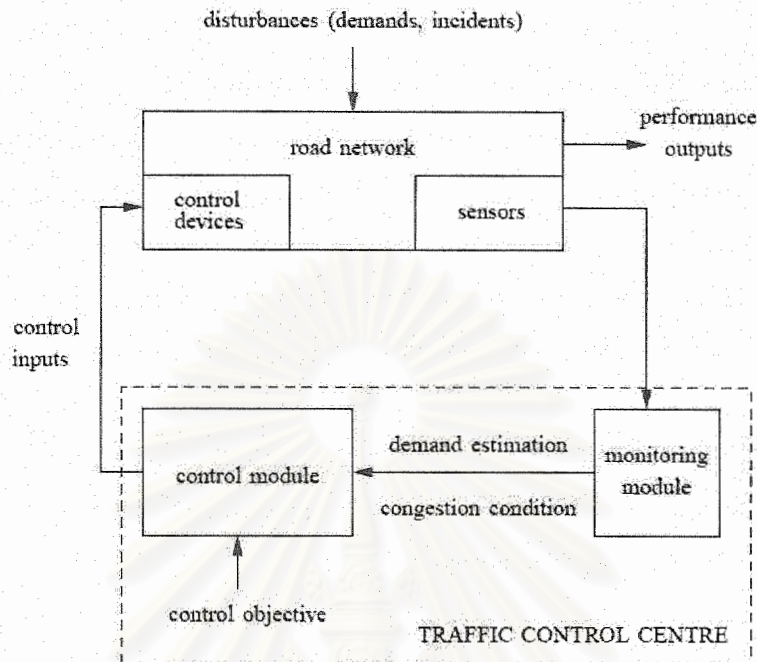 disturbances (demands, incidents)
road network
performance
outputs
control
devices
sensors
control
inputs
control module
demand estimation
congestion condition
monitoring
module
control objective
TRAFFIC CONTROL CENTRE